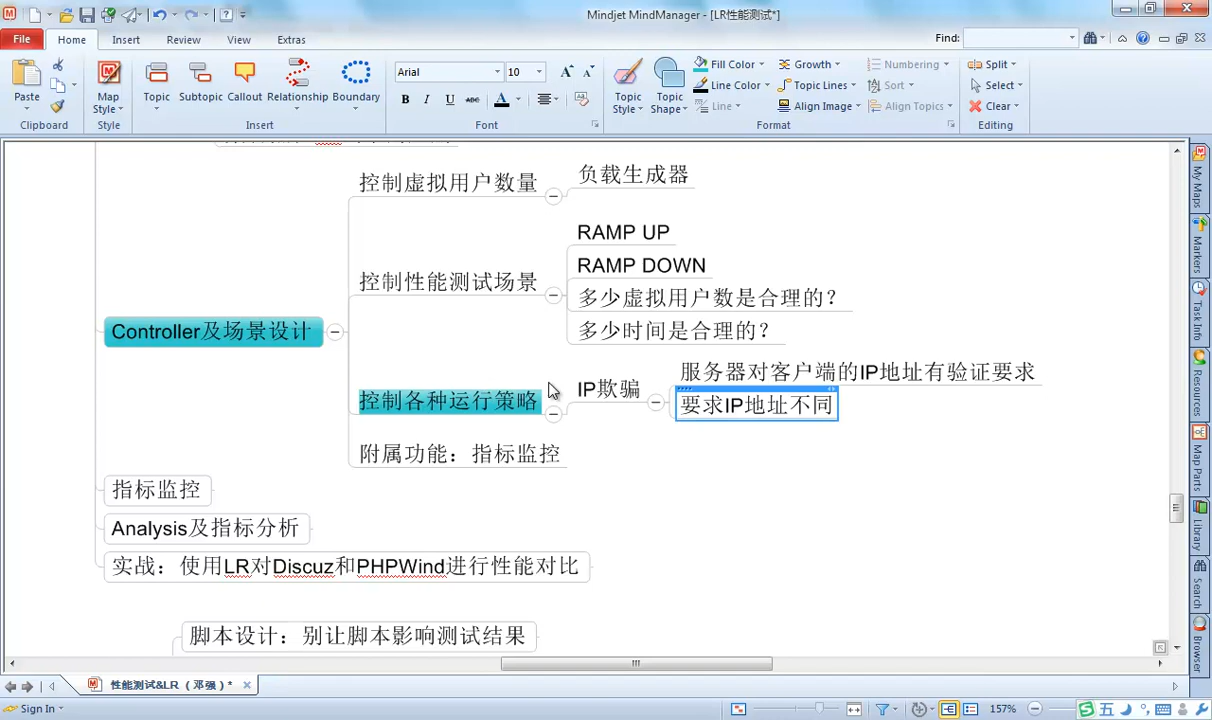 Mindjet MindManager - [LR性能测试*]
File
Home
Insert
Review
View
Extras
Find:
Paste
Map Style
Topic
Subtopic
Callout
Relationship
Boundary
Arial
10
B I U abc A
Topic Style
Topic Shape
Fill Color
Line Color
Line
Growth
Topic Lines
Align Image
Numbering
Sort
Align Topics
Split
Select
Clear
Clipboard
Style
Insert
Font
Format
Editing
控制虚拟用户数量
负载生成器
RAMP UP
RAMP DOWN
控制性能测试场景
多少虚拟用户数是合理的？
多少时间是合理的？
Controller及场景设计
服务器对客户端的IP地址有验证要求
IP欺骗
控制各种运行策略
要求IP地址不同
附属功能：指标监控
指标监控
Analysis及指标分析
实战：使用LR对Discuz和PHPWind进行性能对比
脚本设计：别让脚本影响测试结果
My Maps
Markers
Task Info
Resources
Map Parts
Library
Search
Browser
性能测试&LR （邓强）*
Sign In
157%
五